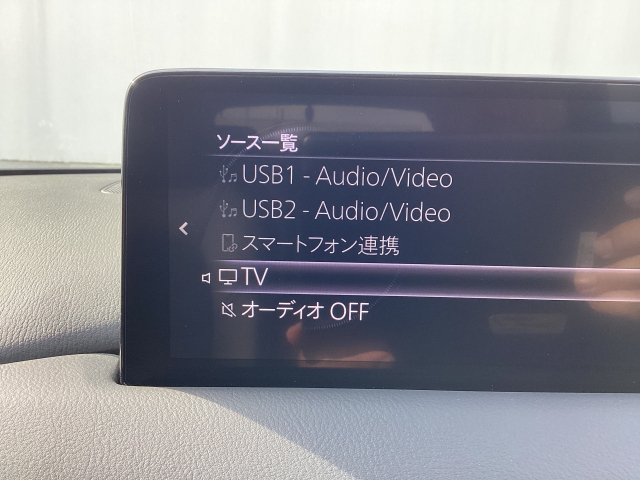 ソース一覧
USB1 - Audio/Video
USB2 - Audio/Video
スマートフォン連携
TV
オーディオ OFF